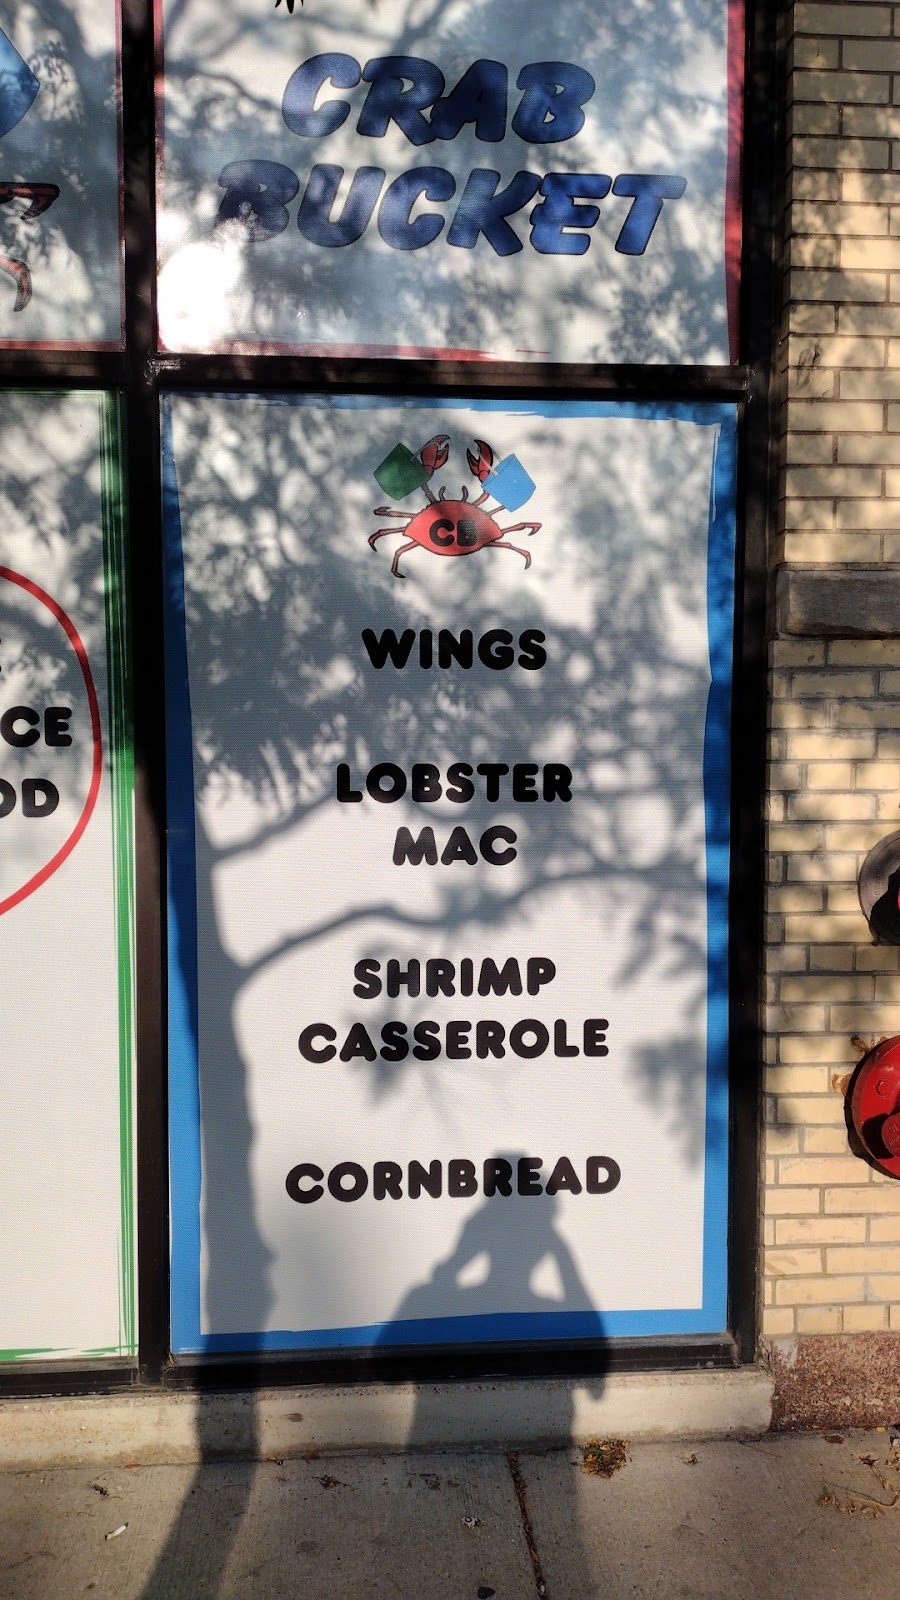 CRAB
BUCKET
CB
WINGS
LOBSTER
MAC
SHRIMP
CASSEROLE
CORNBREAD